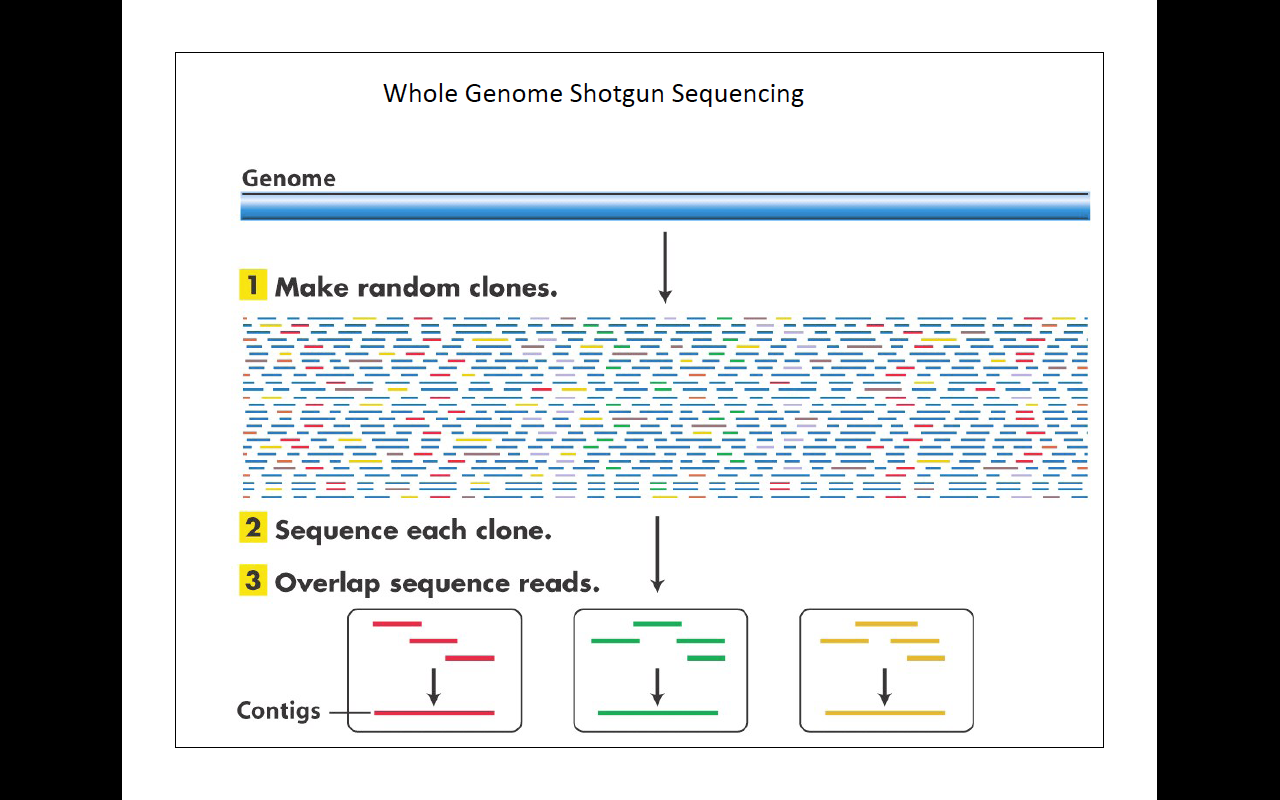 Whole Genome Shotgun Sequencing
Genome
1 Make random clones.
2 Sequence each clone.
3 Overlap sequence reads.
Contigs